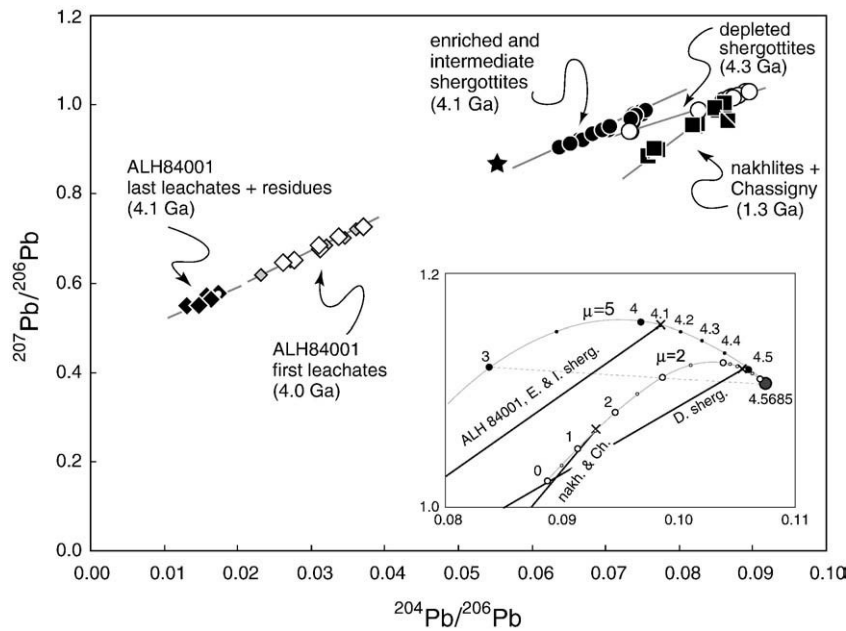 1.2
1.0
0.8
0.6
0.4
0.2
0.0
0.00
0.01
0.02
0.03
0.04
0.05
0.06
0.07
0.08
0.09
0.10
²⁰⁷Pb/²⁰⁶Pb
²⁰⁴Pb/²⁰⁶Pb
enriched and
intermediate
shergottites
(4.1 Ga)
depleted
shergottites
(4.3 Ga)
nakhlites +
Chassigny
(1.3 Ga)
ALH84001
last leachates + residues
(4.1 Ga)
ALH84001
first leachates
(4.0 Ga)
1.2
1.0
0.08
0.09
0.10
0.11
μ=5
4
4.1
4.2
4.3
4.4
4.5
4.5685
3
μ=2
2
1
0
ALH 84001, E. & I. sherg.
D. sherg.
nakh. & Ch.